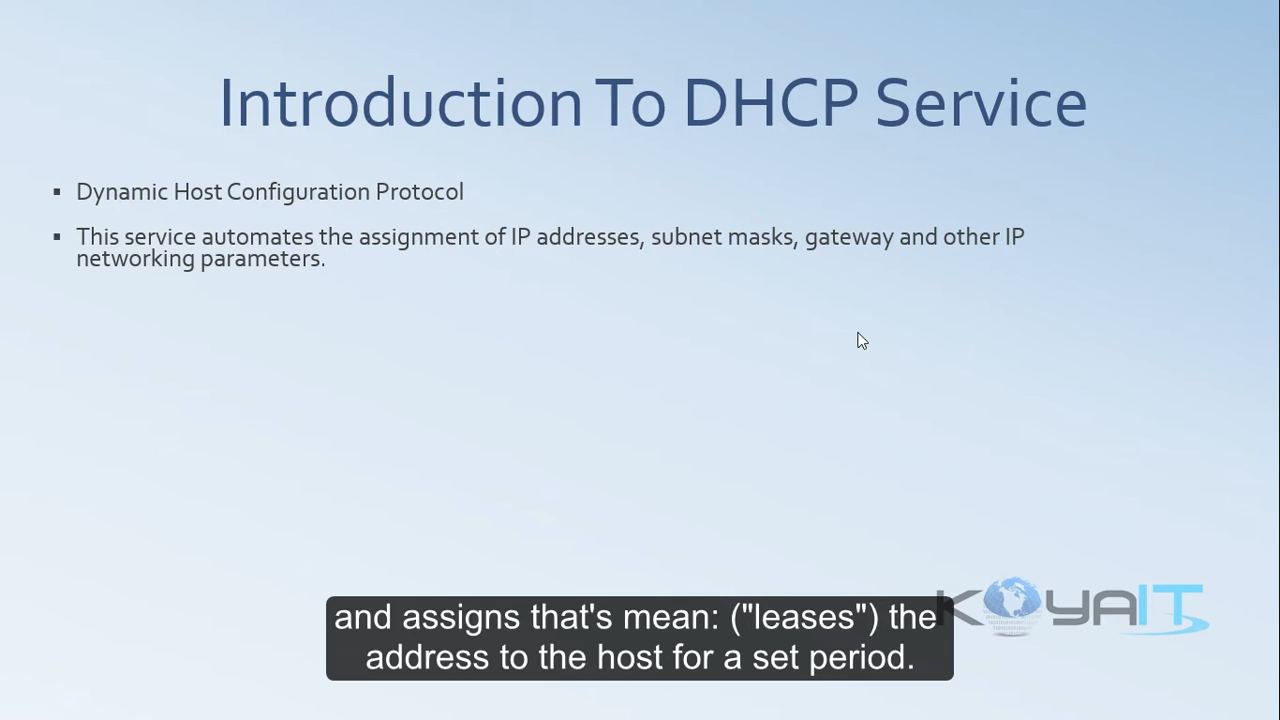 Introduction To DHCP Service
▪ Dynamic Host Configuration Protocol
▪ This service automates the assignment of IP addresses, subnet masks, gateway and other IP
networking parameters.
and assigns that's mean: ("leases") the
address to the host for a set period.
KOYAIT